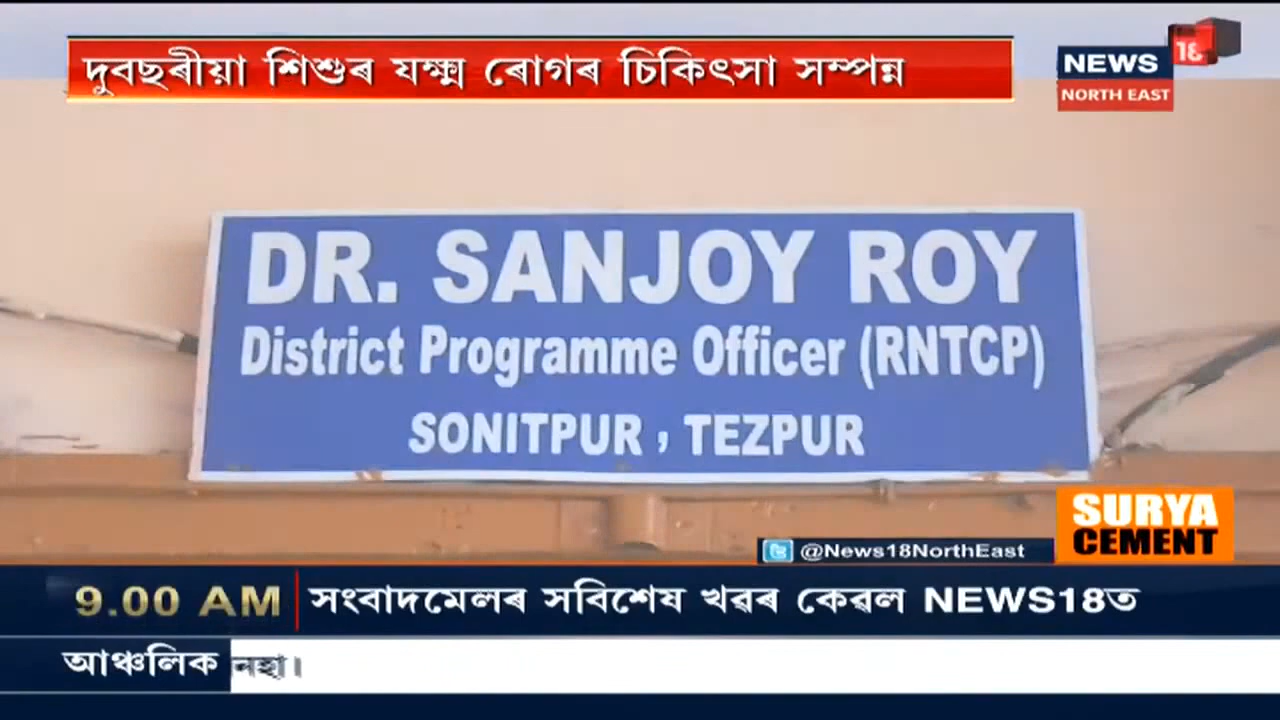 দুবছৰীয়া শিশুৰ যক্ষ্ম ৰোগৰ চিকিৎসা সম্পন্ন
NEWS 18
NORTH EAST
DR. SANJOY ROY
District Programme Officer (RNTCP)
SONITPUR , TEZPUR
SURYA
CEMENT
@News18NorthEast
9.00 AM সংবাদমেলৰ সবিশেষ খৱৰ কেৱল NEWS18ত
আঞ্চলিক